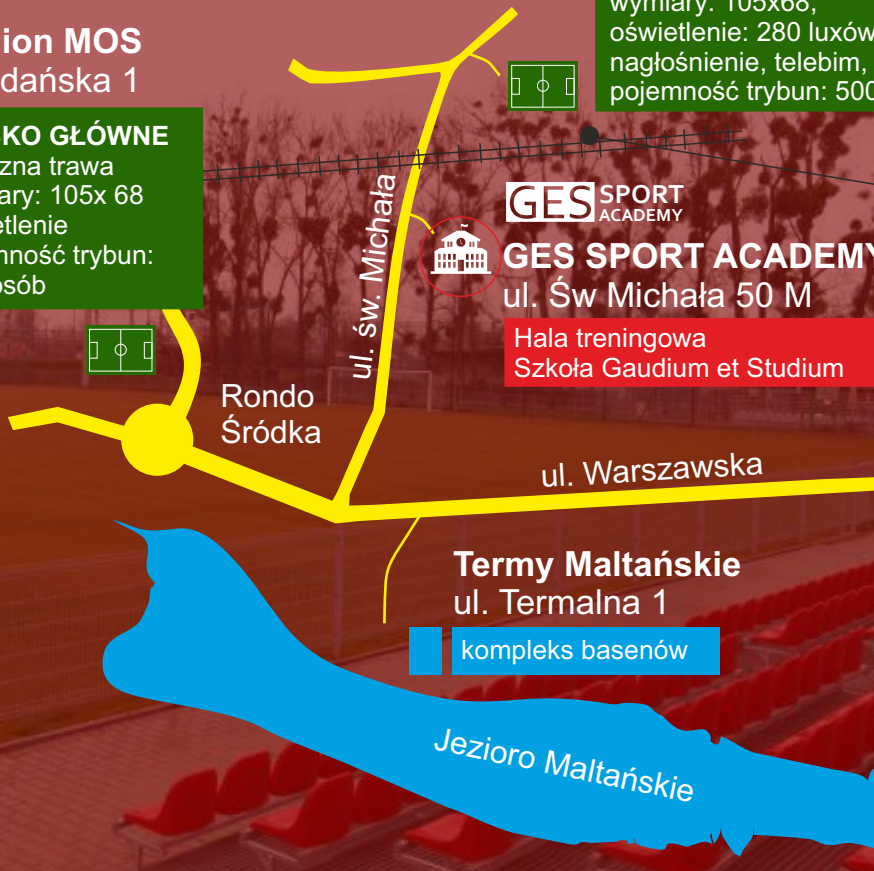 ion MOS
dańska 1
KO GŁÓWNE
zna trawa
ary: 105x 68
etlenie
mność trybun:
osób
wymiary: 105x68,
oświetlenie: 280 luxów
nagłośnienie, telebim,
pojemność trybun: 500
GES SPORT
ACADEMY
GES SPORT ACADEMY
ul. Św Michała 50 M
Hala treningowa
Szkoła Gaudium et Studium
ul. św. Michała
Rondo
Śródka
ul. Warszawska
Termy Maltańskie
ul. Termalna 1
kompleks basenów
Jezioro Maltańskie